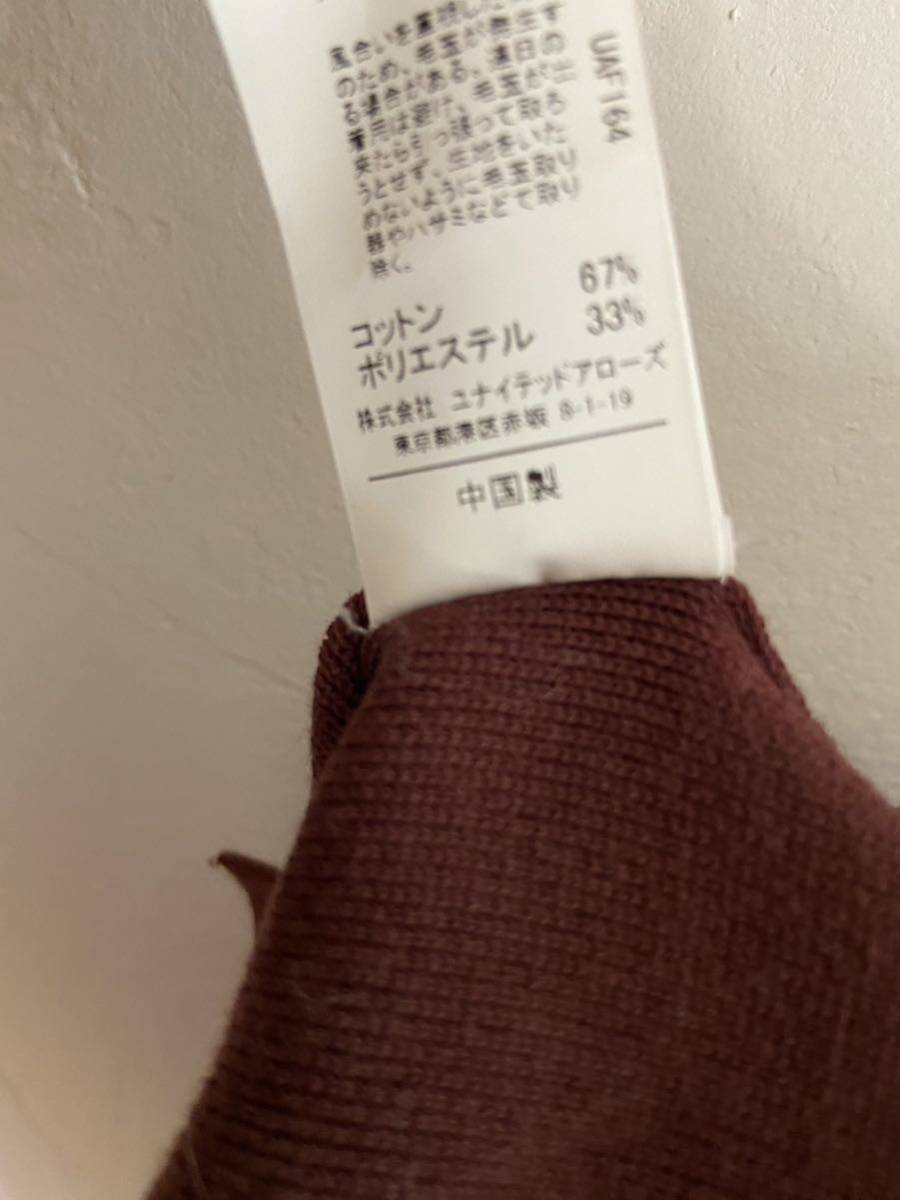 風合いを重視した
のため、毛玉が発生す
る場合がある。連日の
着用は避け、毛玉が出
来たら引っ張って取ろ
うとせず、生地をいた
めないように毛玉取り
器やハサミなどで取り
除く。
UAF164
コットン 67%
ポリエステル 33%
株式会社 ユナイテッドアローズ
東京都港区赤坂 8-1-19
中国製